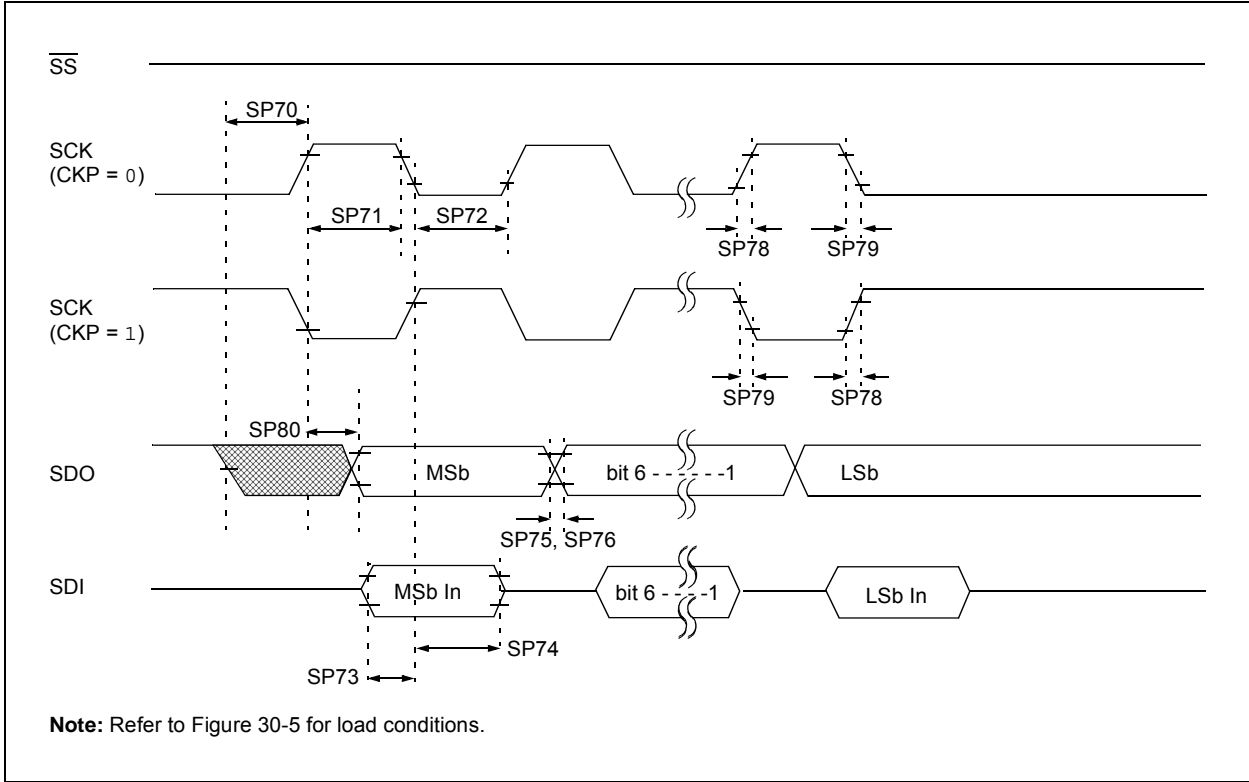 SS
SP70
SCK
(CKP = 0)
SP71
SP72
SP78
SP79
SCK
(CKP = 1)
SP79
SP78
SP80
SDO
MSb
bit 6 - - - - - -1
LSb
SP75, SP76
SDI
MSb In
bit 6 - - - -1
LSb In
SP74
SP73
Note: Refer to Figure 30-5 for load conditions.